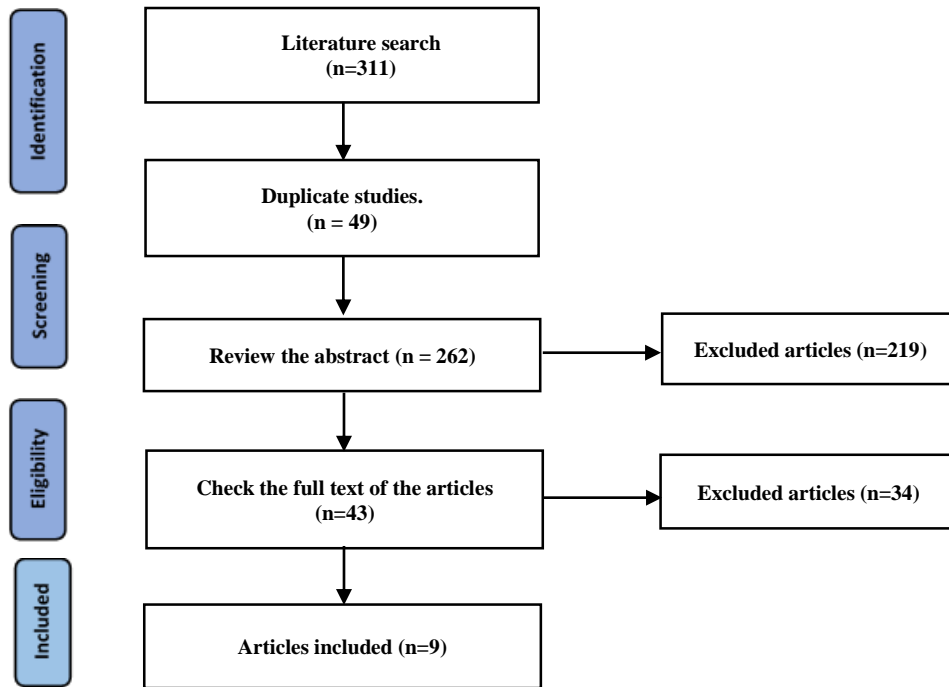 Identification
Literature search
(n=311)
Duplicate studies.
(n = 49)
Screening
Review the abstract (n = 262)
Excluded articles (n=219)
Eligibility
Check the full text of the articles
(n=43)
Excluded articles (n=34)
Included
Articles included (n=9)